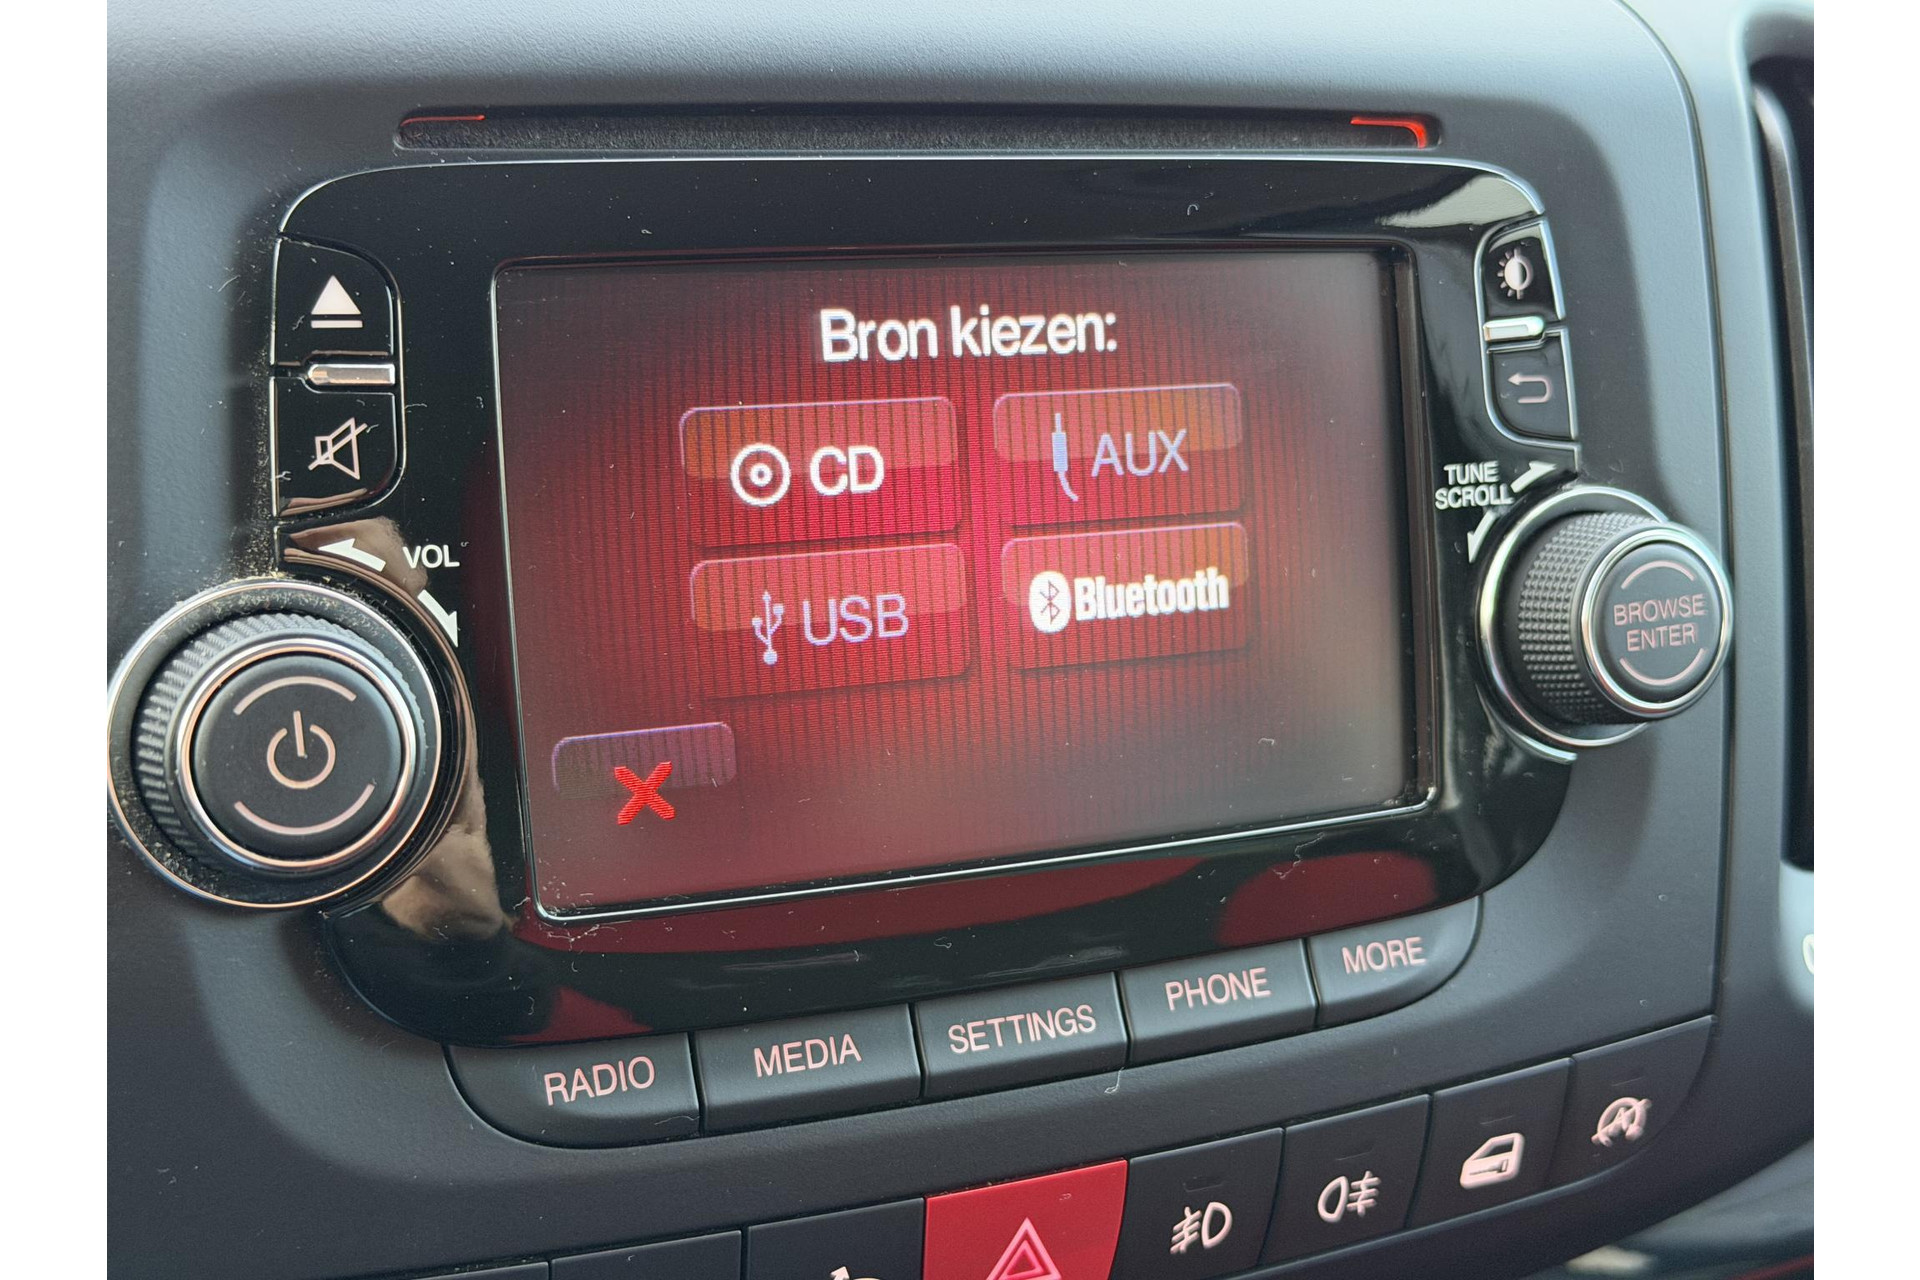 Bron kiezen:
CD
AUX
USB
Bluetooth
VOL
TUNE
SCROLL
BROWSE
ENTER
RADIO
MEDIA
SETTINGS
PHONE
MORE